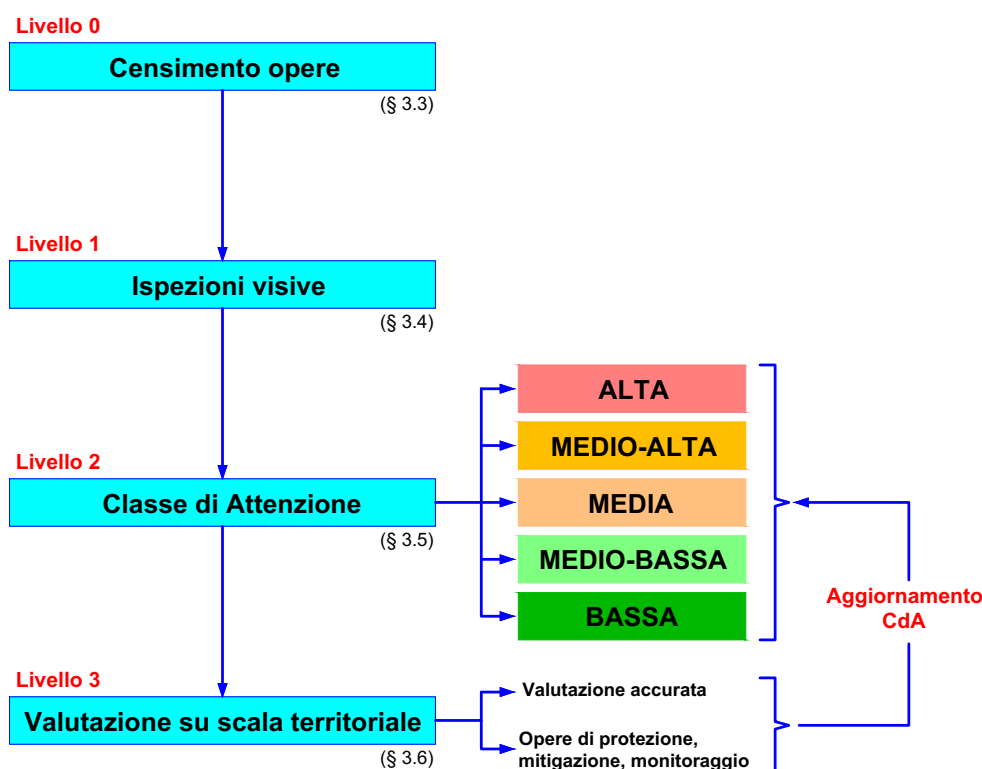 Livello 0
Censimento opere
(§ 3.3)
Livello 1
Ispezioni visive
(§ 3.4)
Livello 2
Classe di Attenzione
(§ 3.5)
ALTA
MEDIO-ALTA
MEDIA
MEDIO-BASSA
BASSA
Aggiornamento
CdA
Livello 3
Valutazione su scala territoriale
(§ 3.6)
Valutazione accurata
Opere di protezione,
mitigazione, monitoraggio